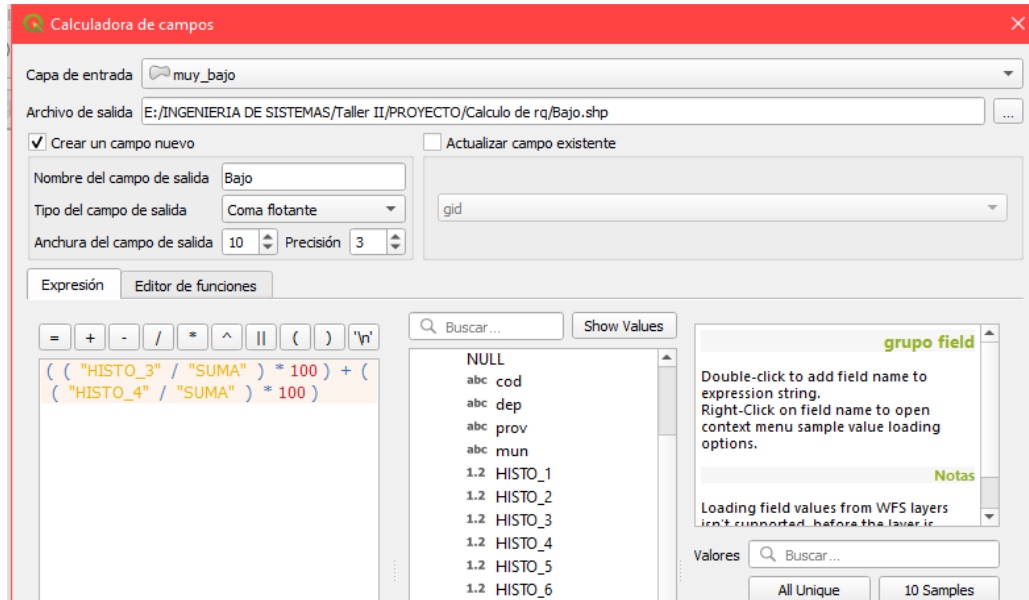 Calculadora de campos
Capa de entrada muy_bajo
Archivo de salida E:/INGENIERIA DE SISTEMAS/Taller II/PROYECTO/Calculo de rq/Bajo.shp ...
Crear un campo nuevo
Actualizar campo existente
Nombre del campo de salida Bajo
Tipo del campo de salida Coma flotante
gid
Anchura del campo de salida 10 Precisión 3
Expresión Editor de funciones
= + - / * ^ || ( ) '\n'
( ( "HISTO_3" / "SUMA" ) * 100 ) + (
( "HISTO_4" / "SUMA" ) * 100 )
Buscar... Show Values
NULL
abc cod
abc dep
abc prov
abc mun
1.2 HISTO_1
1.2 HISTO_2
1.2 HISTO_3
1.2 HISTO_4
1.2 HISTO_5
1.2 HISTO_6
grupo field
Double-click to add field name to
expression string.
Right-Click on field name to open
context menu sample value loading
options.
Notas
Loading field values from WFS layers
isn't supported, before the layer is
Valores Buscar...
All Unique 10 Samples